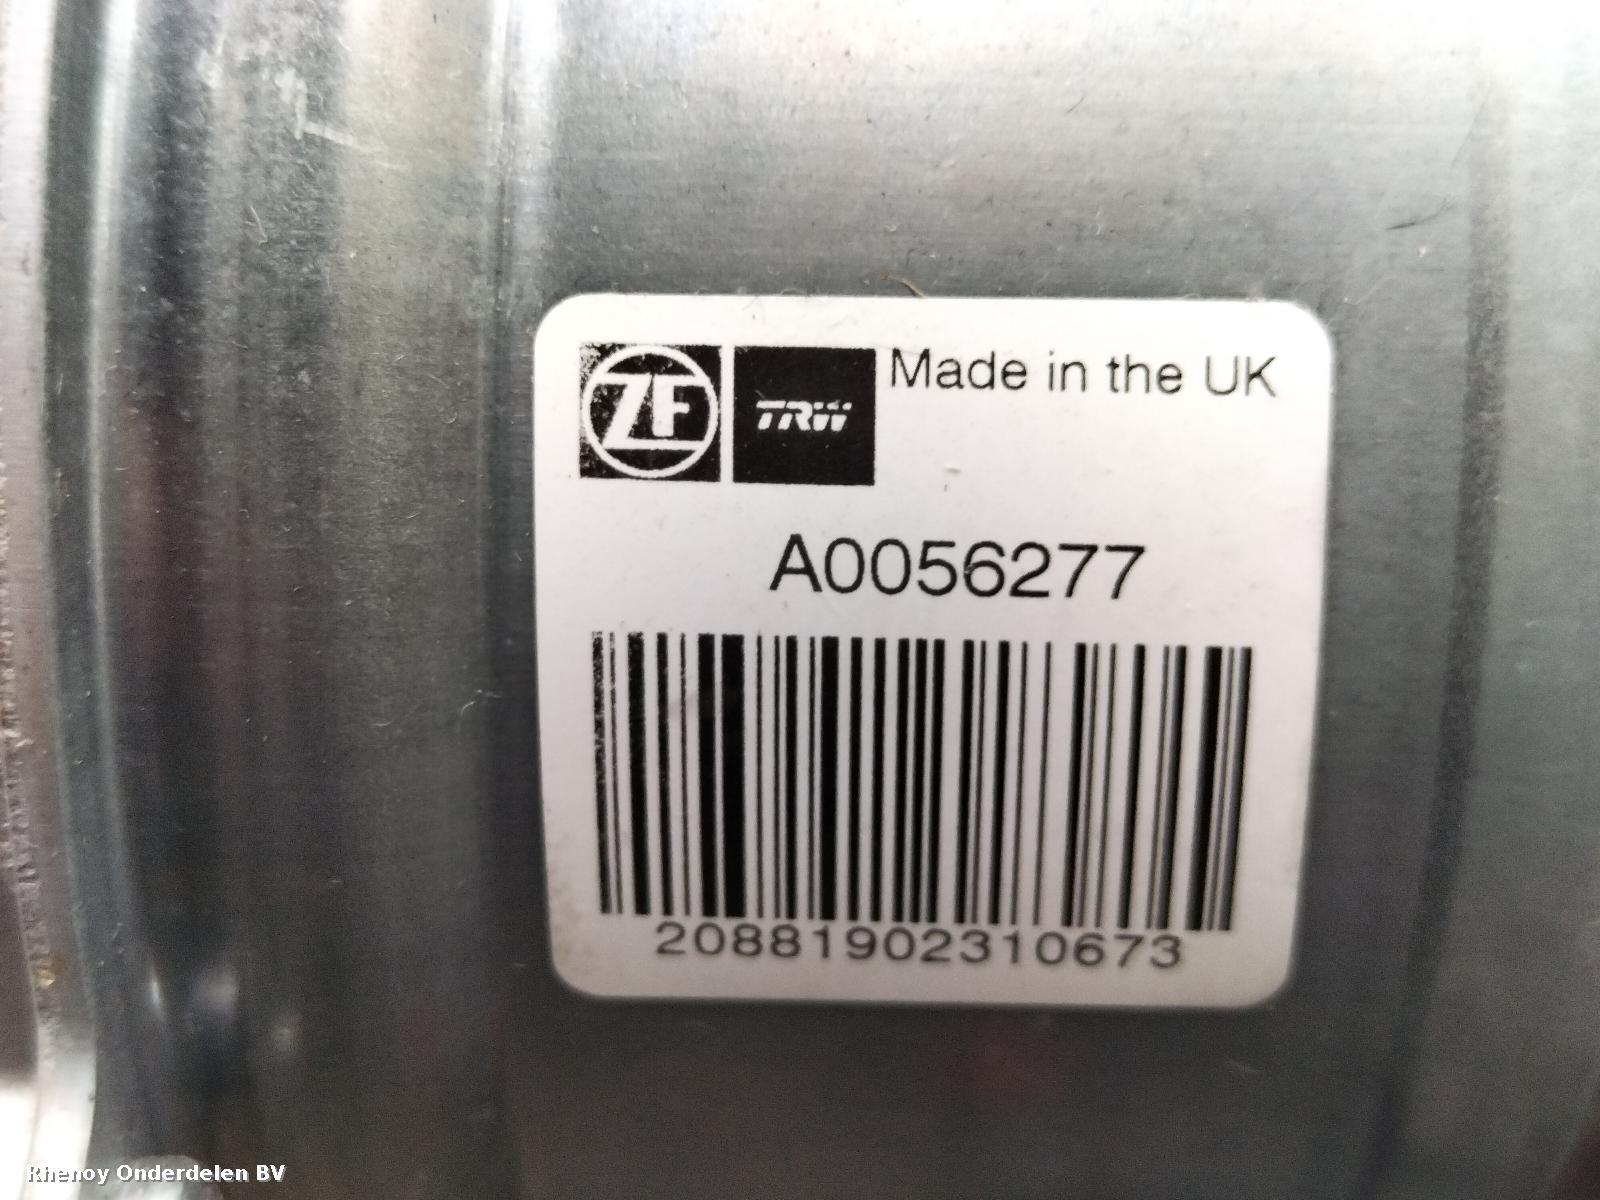 ZF TRW Made in the UK
A0056277
20881902310673
Rhenoy Onderdelen BV